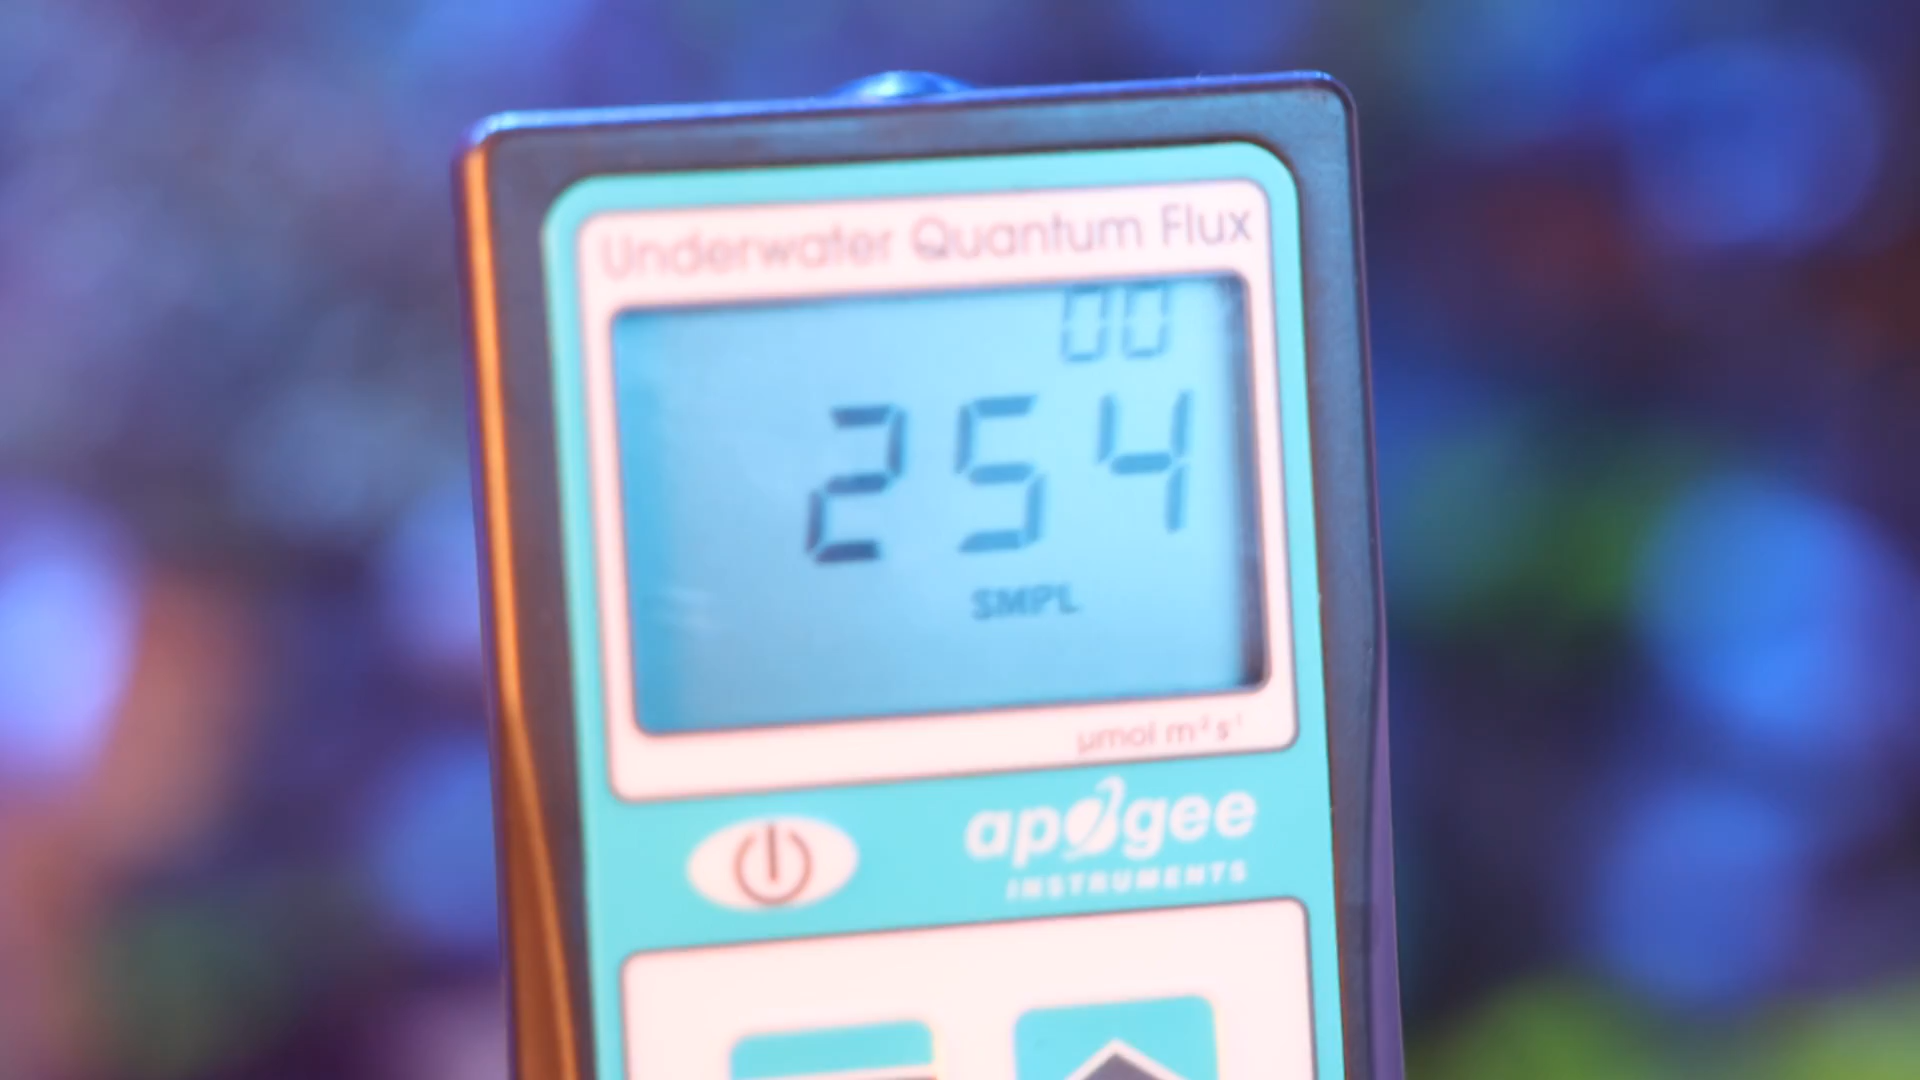 Underwater Quantum Flux
00
254
SMPL
µmol m⁻² s⁻¹
apogee
INSTRUMENTS